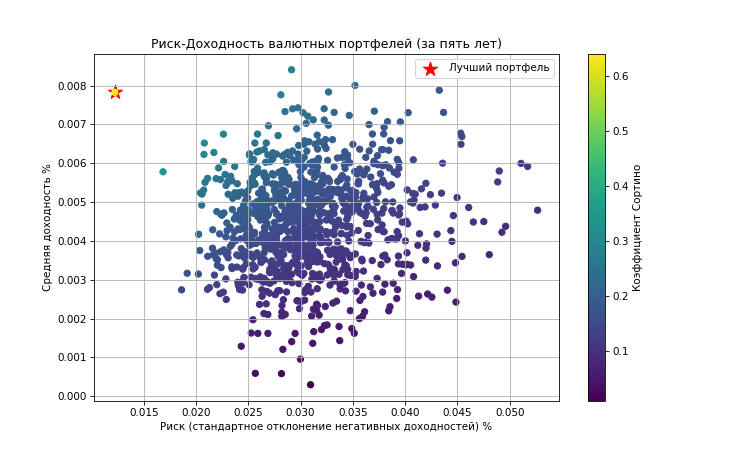 Риск-Доходность валютных портфелей (за пять лет)
Лучший портфель
Средняя доходность %
0.008
0.007
0.006
0.005
0.004
0.003
0.002
0.001
0.000
0.015 0.020 0.025 0.030 0.035 0.040 0.045 0.050
Риск (стандартное отклонение негативных доходностей) %
0.6
0.5
0.4
0.3
0.2
0.1
Коэффициент Сортино